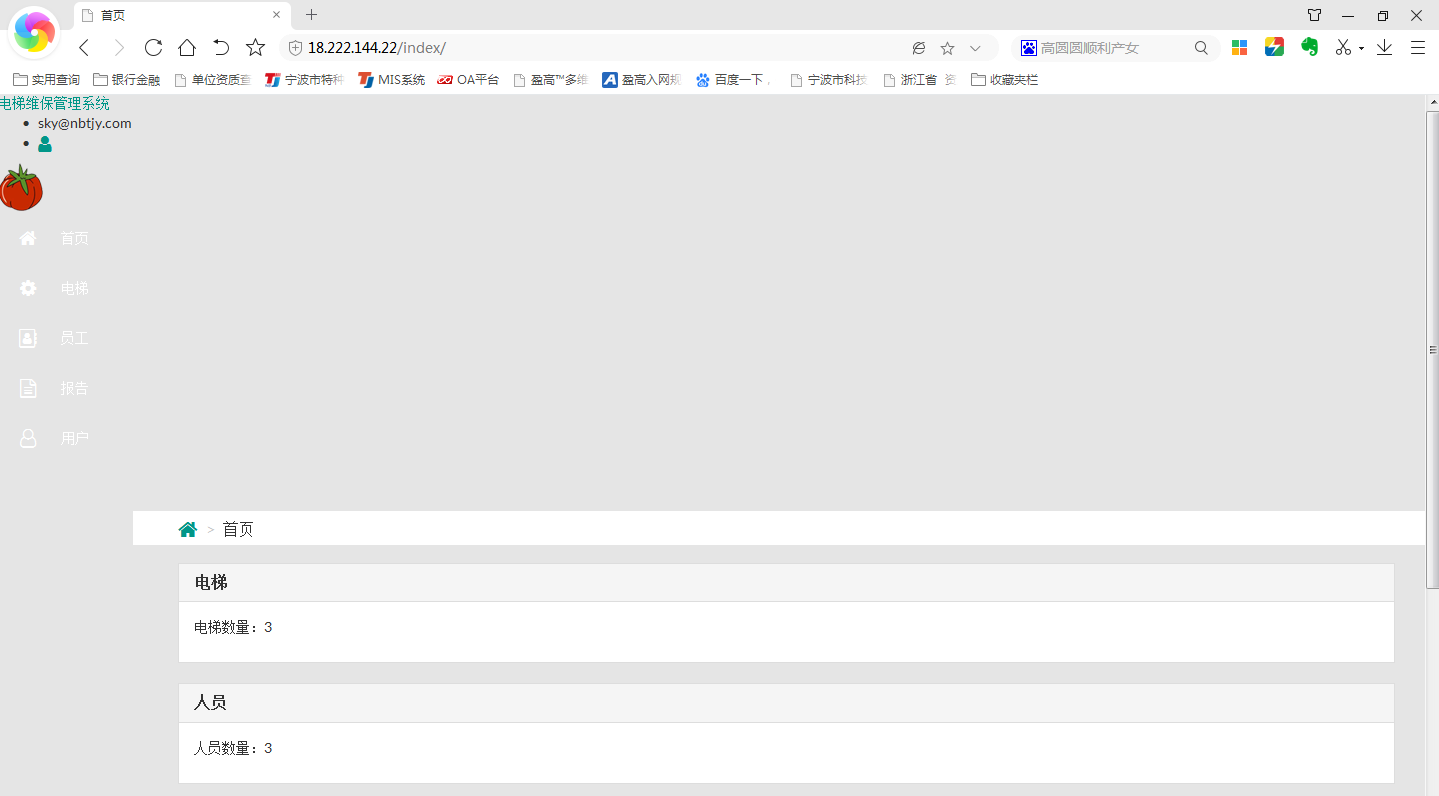 首页
18.222.144.22/index/
高圆圆顺利产女
实用查询 银行金融 单位资质查 宁波市特种 MIS系统 OA平台 盈高™多维 盈高入网规 百度一下， 宁波市科技 浙江省 资 收藏夹栏
电梯维保管理系统
sky@nbtjy.com
首页
电梯
员工
报告
用户
> 首页
电梯
电梯数量：3
人员
人员数量：3